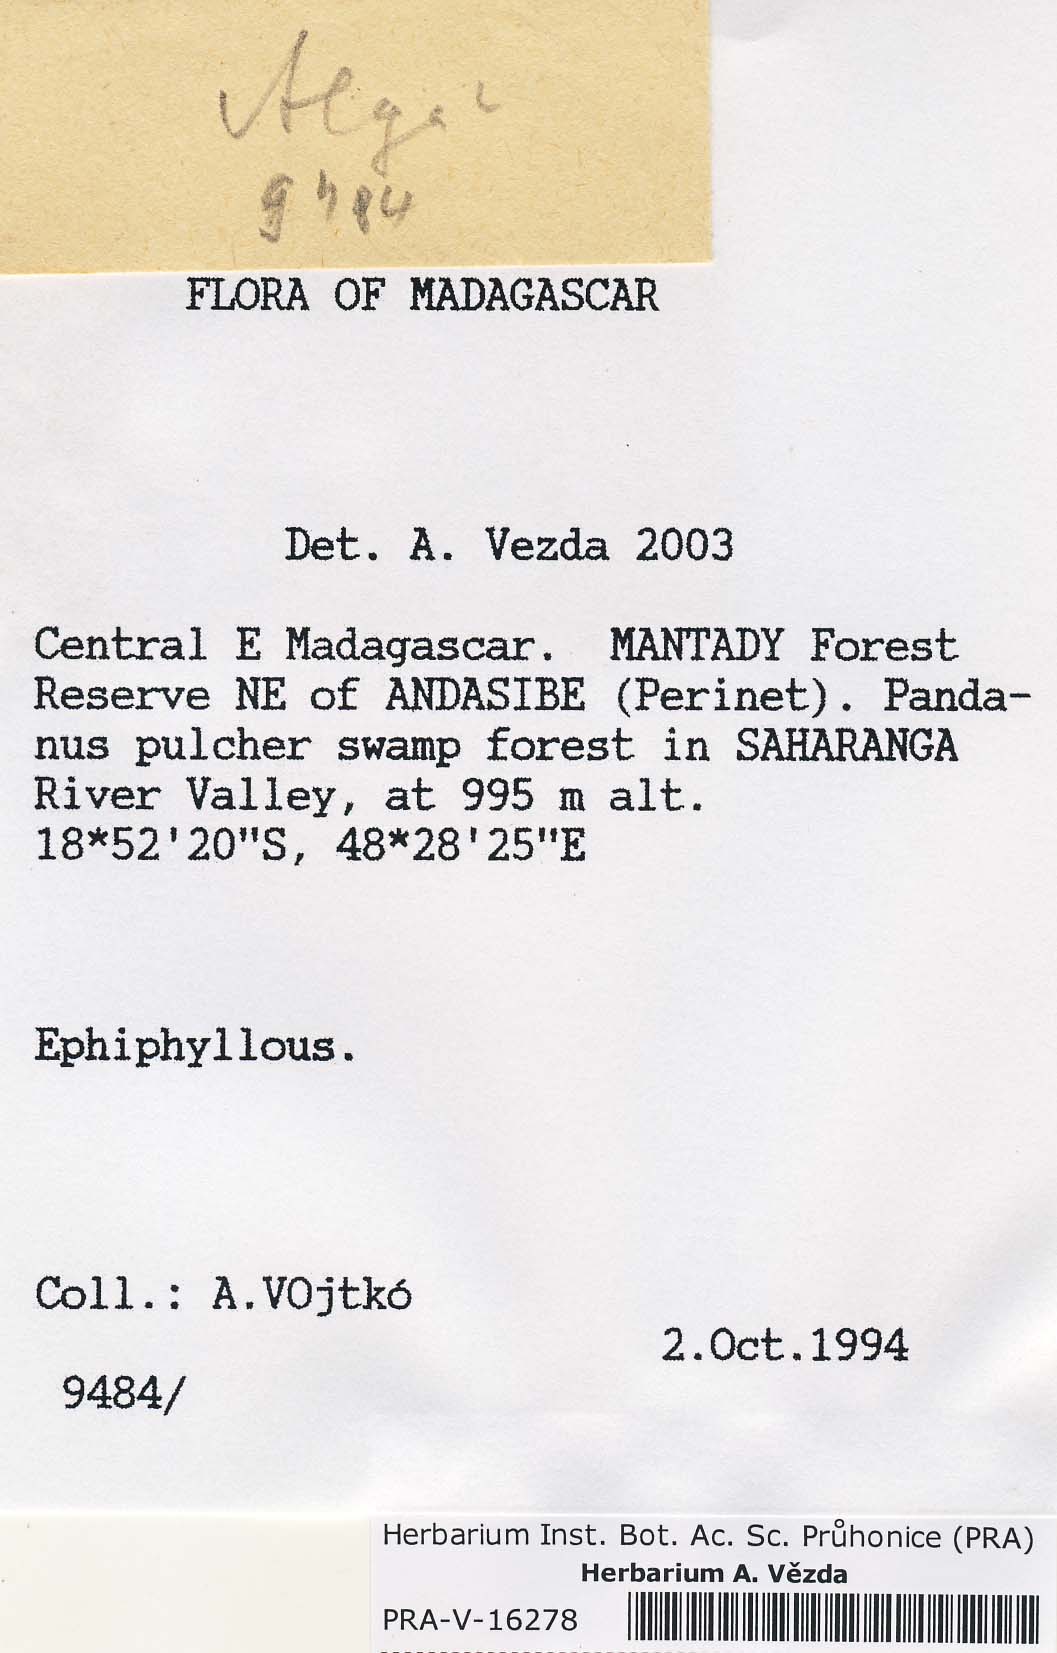 Algae
9484
FLORA OF MADAGASCAR
Det. A. Vezda 2003
Central E Madagascar. MANTADY Forest
Reserve NE of ANDASIBE (Perinet). Panda-
nus pulcher swamp forest in SAHARANGA
River Valley, at 995 m alt.
18*52'20"S, 48*28'25"E
Ephiphyllous.
Coll.: A.VOjtkó
2.Oct.1994
9484/
Herbarium Inst. Bot. Ac. Sc. Průhonice (PRA)
Herbarium A. Vězda
PRA-V-16278